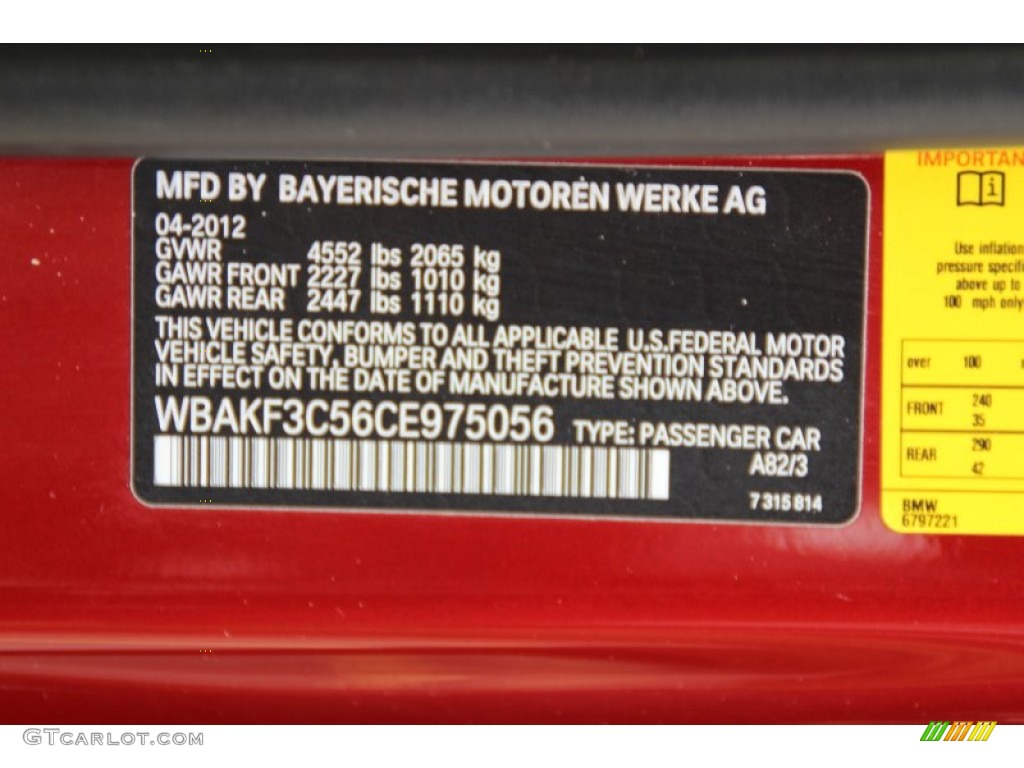 MFD BY BAYERISCHE MOTOREN WERKE AG
04-2012
GVWR 4552 lbs 2065 kg
GAWR FRONT 2227 lbs 1010 kg
GAWR REAR 2447 lbs 1110 kg
THIS VEHICLE CONFORMS TO ALL APPLICABLE U.S.FEDERAL MOTOR
VEHICLE SAFETY, BUMPER AND THEFT PREVENTION STANDARDS
IN EFFECT ON THE DATE OF MANUFACTURE SHOWN ABOVE.
WBAKF3C56CE975056 TYPE: PASSENGER CAR
A82/3
7 315 814
IMPORTAN
Use inflation
pressure specifi
above up to
100 mph only
over 100
FRONT 240
35
REAR 290
42
BMW
6797221
GTCARLOT.COM